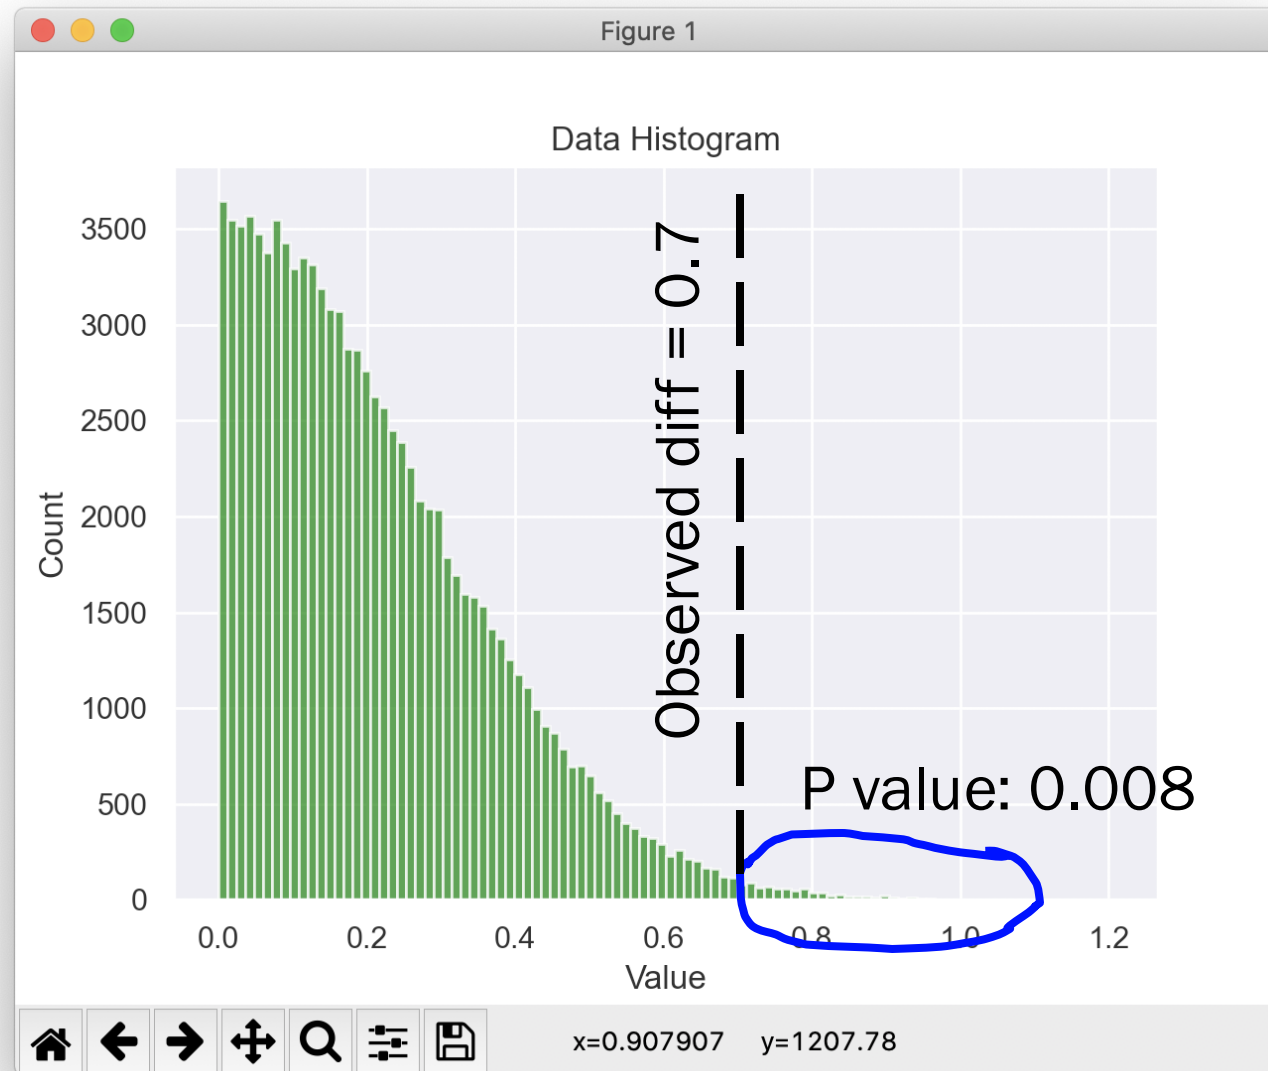 Figure 1
Data Histogram
3500
3000
2500
2000
1500
1000
500
0
Count
Observed diff = 0.7
P value: 0.008
0.0 0.2 0.4 0.6 0.8 1.0 1.2
Value
x=0.907907 y=1207.78